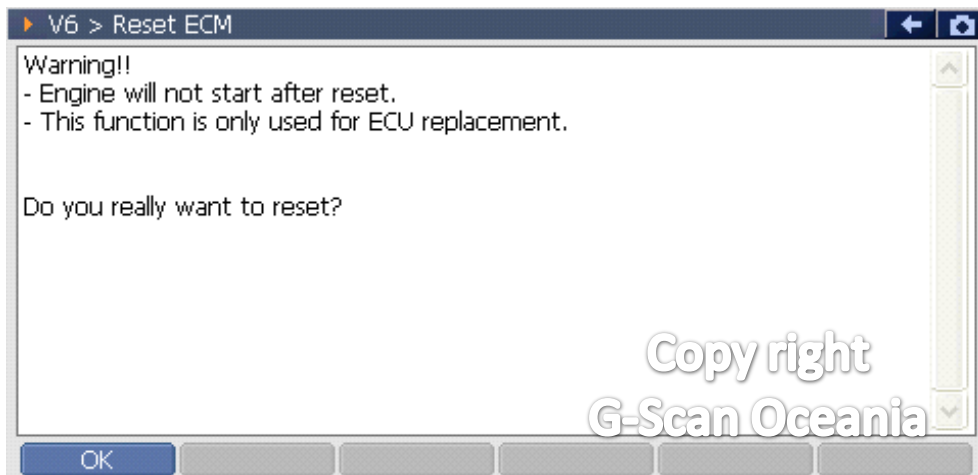 V6 > Reset ECM
Warning!!
- Engine will not start after reset.
- This function is only used for ECU replacement.
Do you really want to reset?
Copy right
G-Scan Oceania
OK